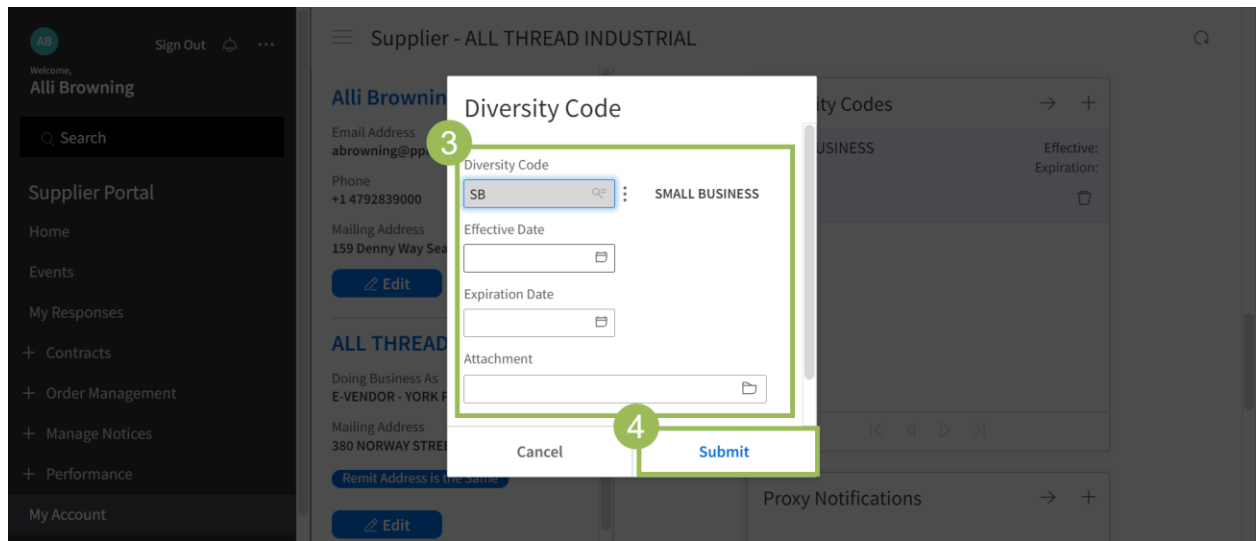 AB
Sign Out
Welcome,
Alli Browning
Search
Supplier Portal
Home
Events
My Responses
+ Contracts
+ Order Management
+ Manage Notices
+ Performance
My Account
Supplier - ALL THREAD INDUSTRIAL
Alli Brownin
Email Address
abrowning@pp
Phone
+1 4792839000
Mailing Address
159 Denny Way Sea
Edit
ALL THREAD
Doing Business As
E-VENDOR - YORK
Mailing Address
380 NORWAY STREE
Remit Address is the Same
Edit
Diversity Code
3
Diversity Code
SB
SMALL BUSINESS
Effective Date
Expiration Date
Attachment
4
Cancel
Submit
ity Codes
USINESS
Effective:
Expiration:
Proxy Notifications